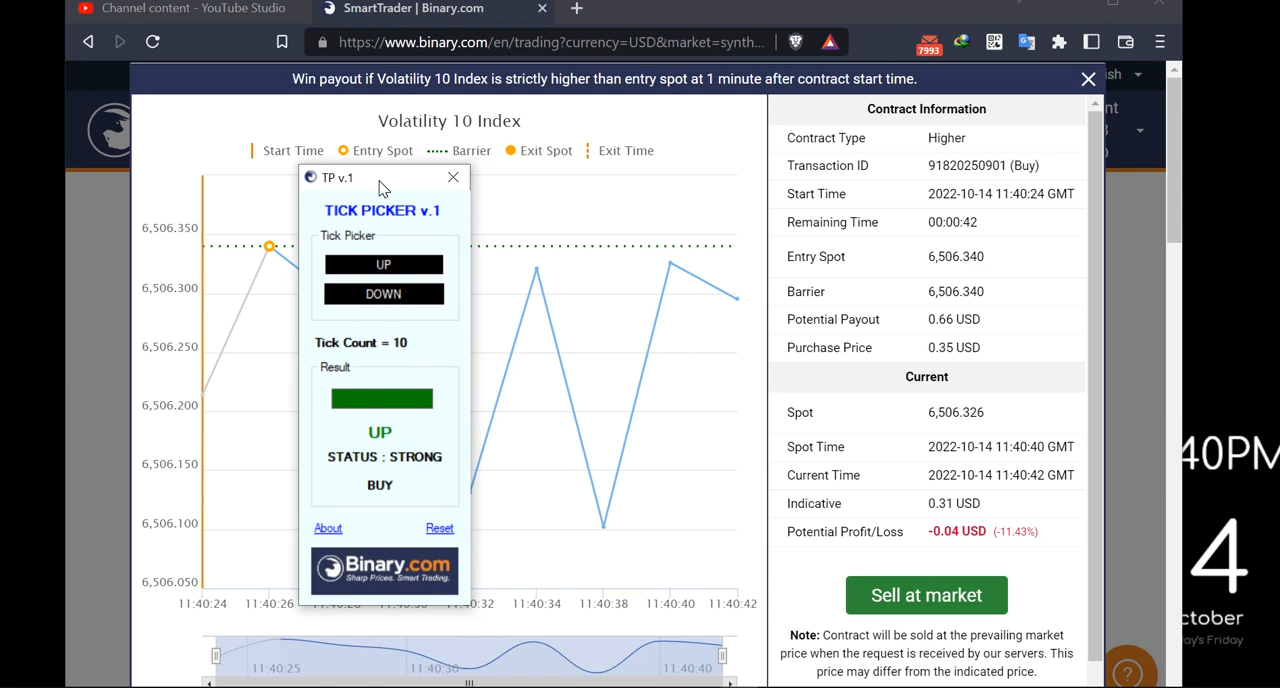 Channel content - YouTube Studio
SmartTrader | Binary.com
https://www.binary.com/en/trading?currency=USD&market=synth...
7993
Win payout if Volatility 10 Index is strictly higher than entry spot at 1 minute after contract start time.
Volatility 10 Index
Start Time Entry Spot Barrier Exit Spot Exit Time
6,506.350
6,506.300
6,506.250
6,506.200
6,506.150
6,506.100
6,506.050
TP v.1
TICK PICKER v.1
Tick Picker
UP
DOWN
Tick Count = 10
Result
UP
STATUS : STRONG
BUY
About Reset
Binary.com
Sharp Prices. Smart Trading.
11:40:24 11:40:26 11:40:32 11:40:34 11:40:38 11:40:40 11:40:42
11:40:25 11:40:30 11:40:40
Contract Information
Contract Type Higher
Transaction ID 91820250901 (Buy)
Start Time 2022-10-14 11:40:24 GMT
Remaining Time 00:00:42
Entry Spot 6,506.340
Barrier 6,506.340
Potential Payout 0.66 USD
Purchase Price 0.35 USD
Current
Spot 6,506.326
Spot Time 2022-10-14 11:40:40 GMT
Current Time 2022-10-14 11:40:42 GMT
Indicative 0.31 USD
Potential Profit/Loss -0.04 USD (-11.43%)
Sell at market
Note: Contract will be sold at the prevailing market
price when the request is received by our servers. This
price may differ from the indicated price.
ish
nt
40PM
4
ctober
ay's Friday
?